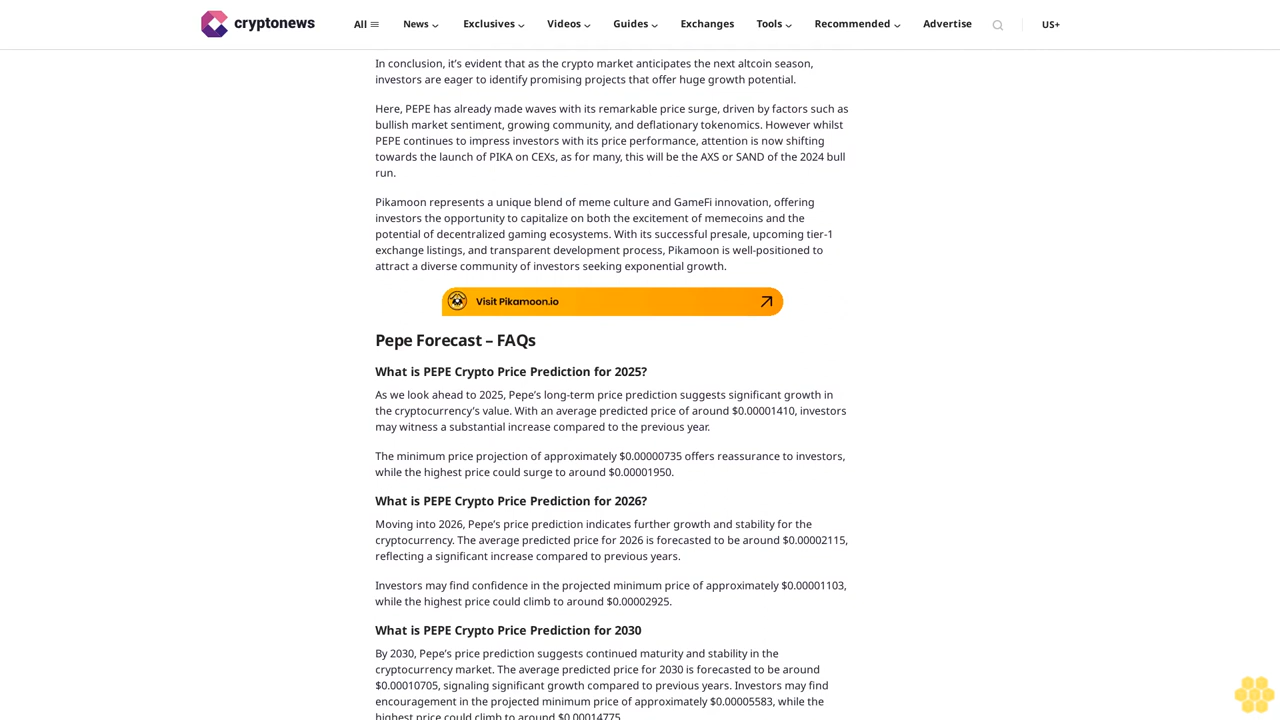 cryptonews
All
News
Exclusives
Videos
Guides
Exchanges
Tools
Recommended
Advertise
US+
In conclusion, it’s evident that as the crypto market anticipates the next altcoin season,
investors are eager to identify promising projects that offer huge growth potential.
Here, PEPE has already made waves with its remarkable price surge, driven by factors such as
bullish market sentiment, growing community, and deflationary tokenomics. However whilst
PEPE continues to impress investors with its price performance, attention is now shifting
towards the launch of PIKA on CEXs, as for many, this will be the AXS or SAND of the 2024 bull
run.
Pikamoon represents a unique blend of meme culture and GameFi innovation, offering
investors the opportunity to capitalize on both the excitement of memecoins and the
potential of decentralized gaming ecosystems. With its successful presale, upcoming tier-1
exchange listings, and transparent development process, Pikamoon is well-positioned to
attract a diverse community of investors seeking exponential growth.
Visit Pikamoon.io
Pepe Forecast – FAQs
What is PEPE Crypto Price Prediction for 2025?
As we look ahead to 2025, Pepe’s long-term price prediction suggests significant growth in
the cryptocurrency’s value. With an average predicted price of around $0.00001410, investors
may witness a substantial increase compared to the previous year.
The minimum price projection of approximately $0.00000735 offers reassurance to investors,
while the highest price could surge to around $0.00001950.
What is PEPE Crypto Price Prediction for 2026?
Moving into 2026, Pepe’s price prediction indicates further growth and stability for the
cryptocurrency. The average predicted price for 2026 is forecasted to be around $0.00002115,
reflecting a significant increase compared to previous years.
Investors may find confidence in the projected minimum price of approximately $0.00001103,
while the highest price could climb to around $0.00002925.
What is PEPE Crypto Price Prediction for 2030
By 2030, Pepe’s price prediction suggests continued maturity and stability in the
cryptocurrency market. The average predicted price for 2030 is forecasted to be around
$0.00010705, signaling significant growth compared to previous years. Investors may find
encouragement in the projected minimum price of approximately $0.00005583, while the
highest price could climb to around $0.00014775.